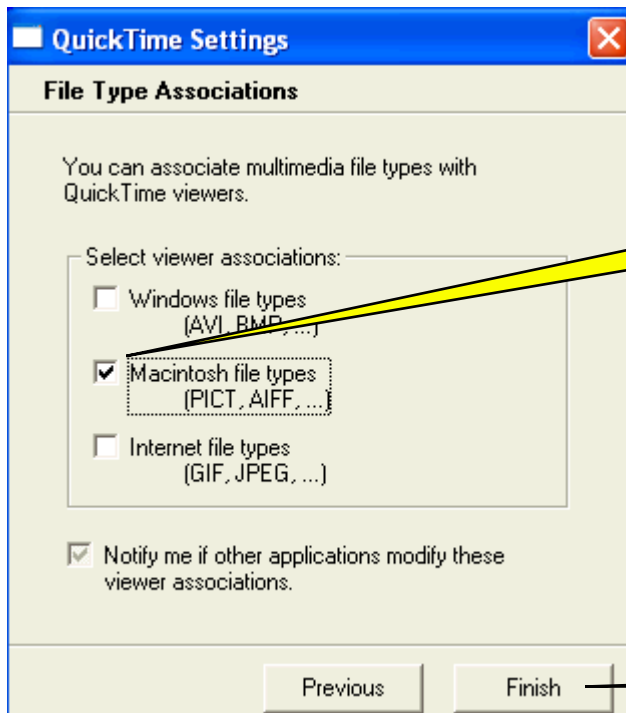 QuickTime Settings
File Type Associations
You can associate multimedia file types with
QuickTime viewers.
Select viewer associations:
Windows file types
(AVI, BMP, ...)
Macintosh file types
(PICT, AIFF, ...)
Internet file types
(GIF, JPEG, ...)
Notify me if other applications modify these
viewer associations.
Previous Finish